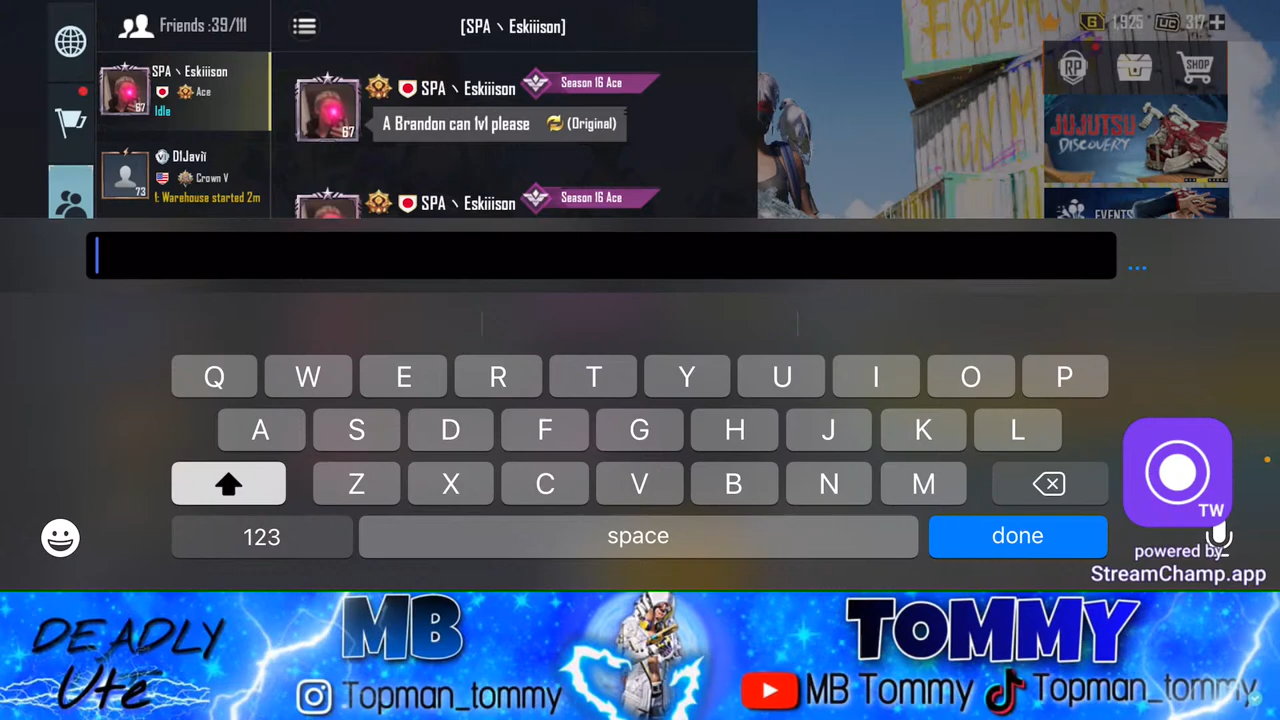 Friends :39/111
[SPA丶Eskiiison]
1,925
317
SPA丶Eskiiison
Ace
67
Idle
SPA丶Eskiiison
Season 16 Ace
A Brandon can 1v1 please
(Original)
67
RP
SHOP
JUJUTSU
DISCOVERY
DIJavii
Crown V
73
t: Warehouse started 2m
SPA丶Eskiiison
Season 16 Ace
EVENTS
...
Q W E R T Y U I O P
A S D F G H J K L
Z X C V B N M
123
space
done
TW
powered by
StreamChamp.app
DEADLY
Ute
MB
TOMMY
Topman_tommy
MB Tommy
Topman_tommy